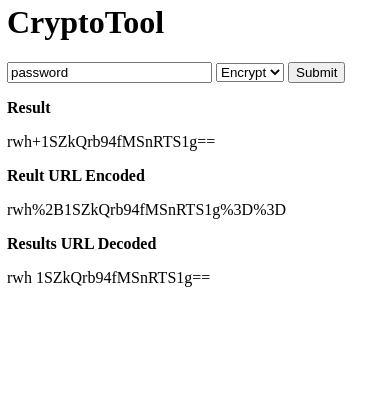 CryptoTool
password Encrypt Submit
Result
rwh+1SZkQrb94fMSnRTS1g==
Reult URL Encoded
rwh%2B1SZkQrb94fMSnRTS1g%3D%3D
Results URL Decoded
rwh 1SZkQrb94fMSnRTS1g==